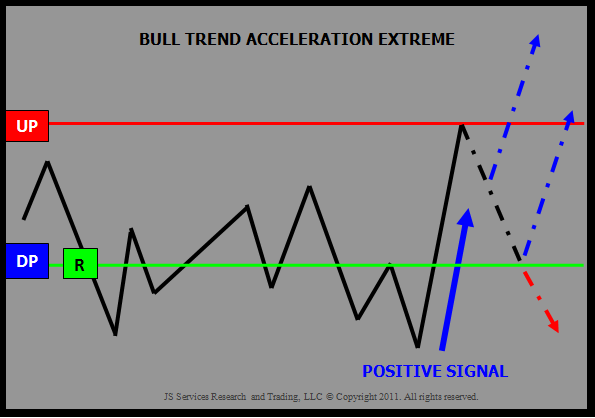 BULL TREND ACCELERATION EXTREME
UP
DP
R
POSITIVE SIGNAL
JS Services Research and Trading, LLC © Copyright 2011. All rights reserved.